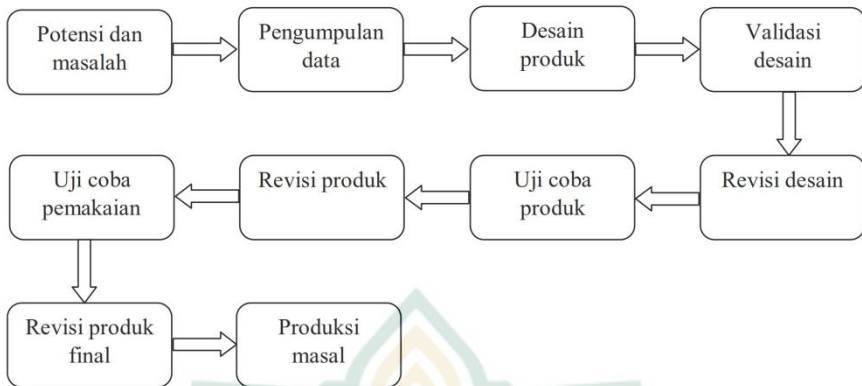 Potensi dan
masalah
Pengumpulan
data
Desain
produk
Validasi
desain
Revisi desain
Uji coba
produk
Revisi produk
Uji coba
pemakaian
Revisi produk
final
Produksi
masal